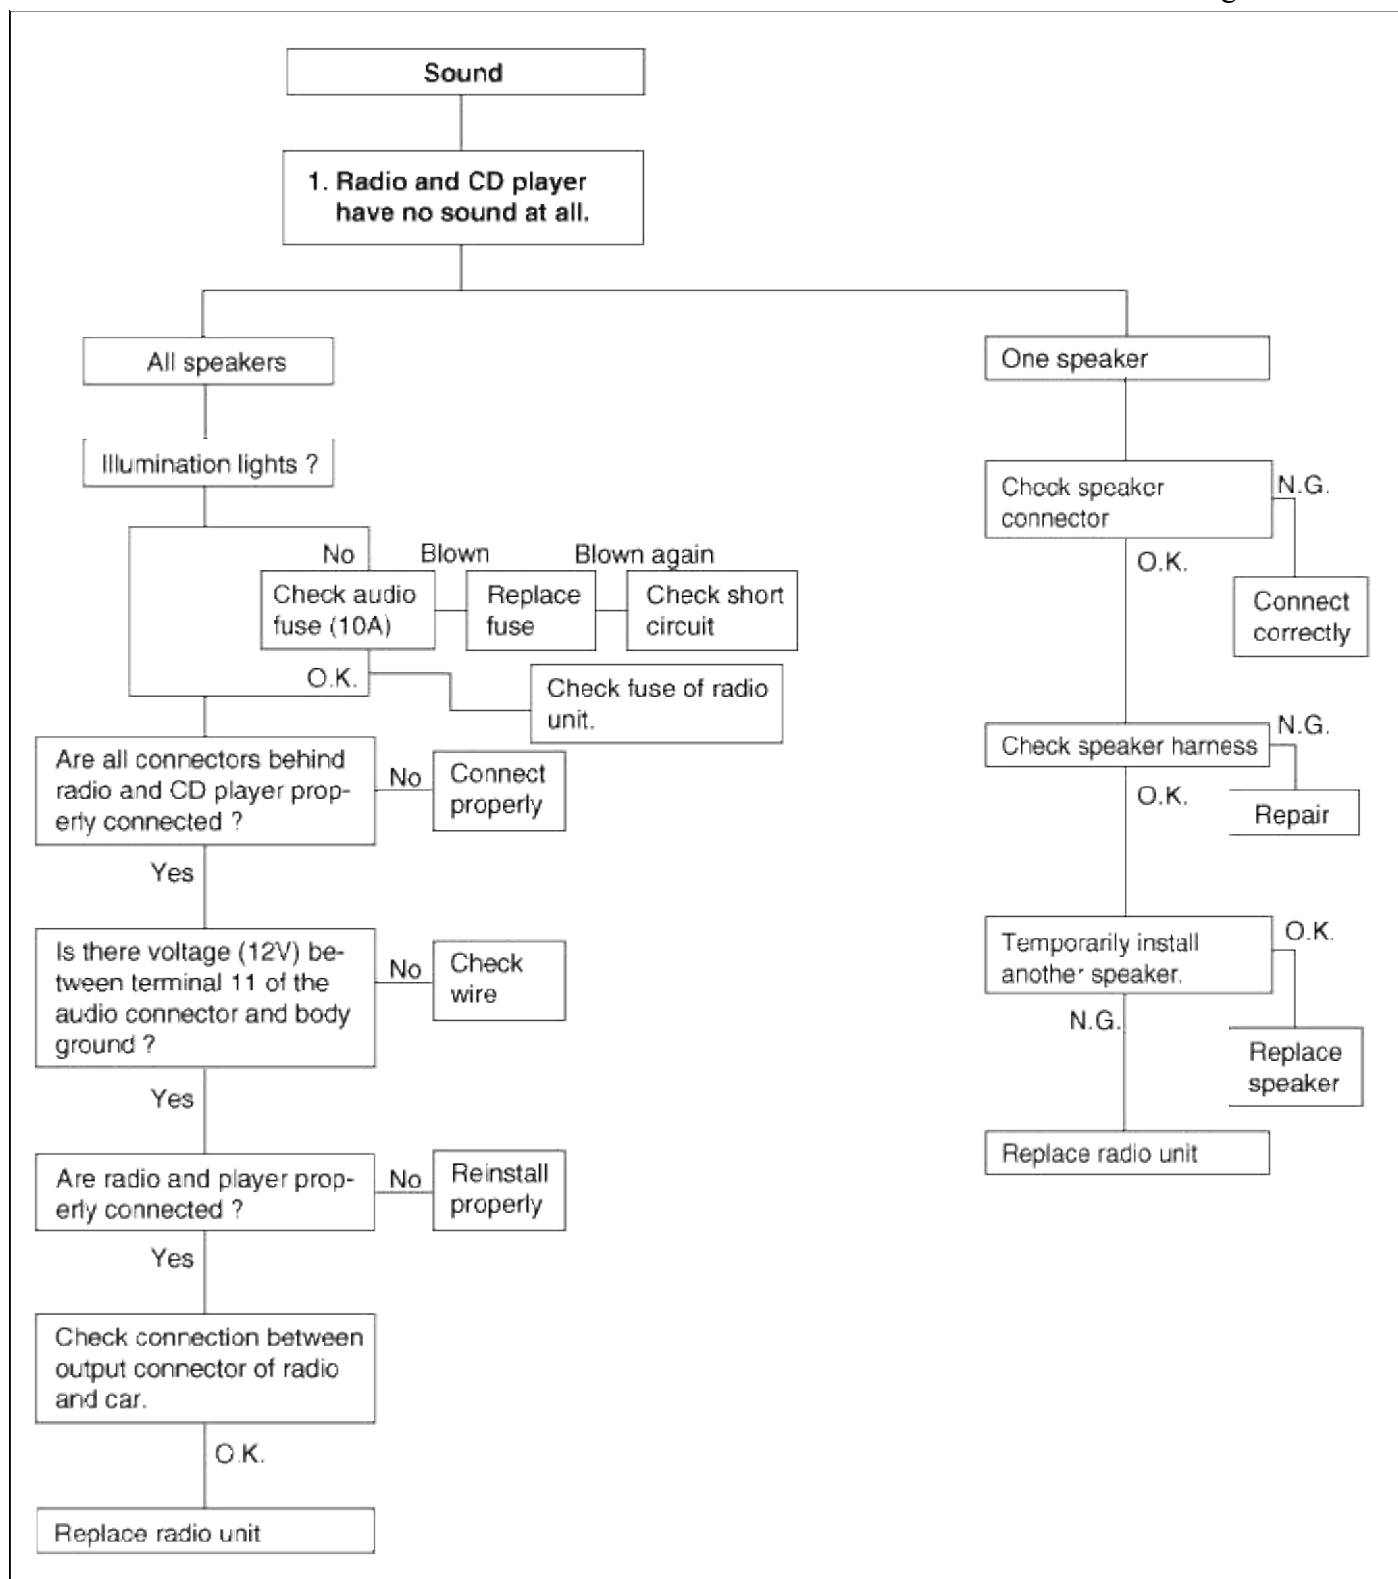 Sound
1. Radio and CD player
have no sound at all.
All speakers
Illumination lights ?
No
Blown
Blown again
Check audio
fuse (10A)
Replace
fuse
Check short
circuit
O.K.
Check fuse of radio
unit.
Are all connectors behind
radio and CD player prop-
erly connected ?
No
Connect
properly
Yes
Is there voltage (12V) be-
tween terminal 11 of the
audio connector and body
ground ?
No
Check
wire
Yes
Are radio and player prop-
erly connected ?
No
Reinstall
properly
Yes
Check connection between
output connector of radio
and car.
O.K.
Replace radio unit
One speaker
Check speaker
connector
N.G.
O.K.
Connect
correctly
Check speaker harness
N.G.
O.K.
Repair
Temporarily install
another speaker.
O.K.
N.G.
Replace
speaker
Replace radio unit